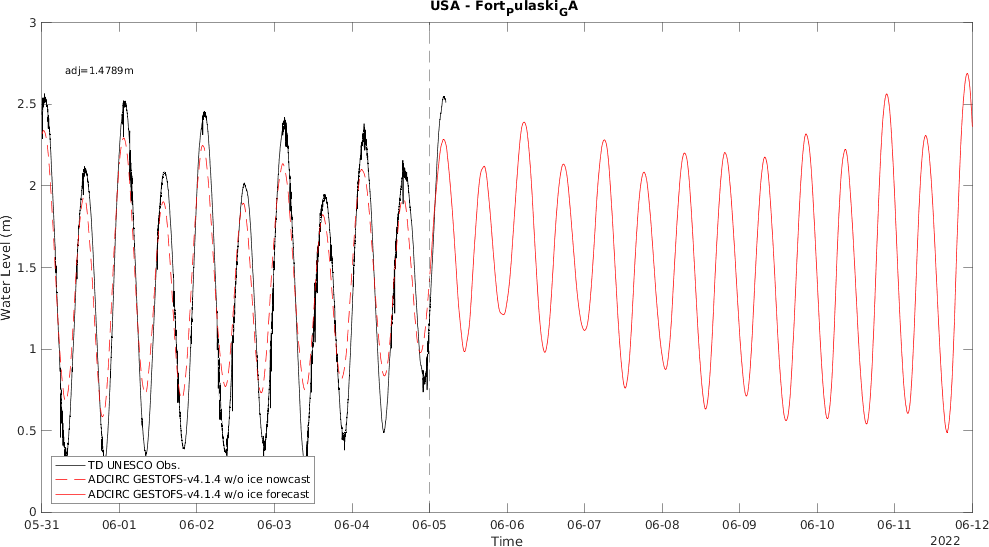 USA - Fort_Pulaski_GA
3
adj=1.4789m
2.5
2
1.5
1
0.5
0
Water Level (m)
TD UNESCO Obs.
ADCIRC GESTOFS-v4.1.4 w/o ice nowcast
ADCIRC GESTOFS-v4.1.4 w/o ice forecast
05-31 06-01 06-02 06-03 06-04 06-05 06-06 06-07 06-08 06-09 06-10 06-11 06-12
Time
2022